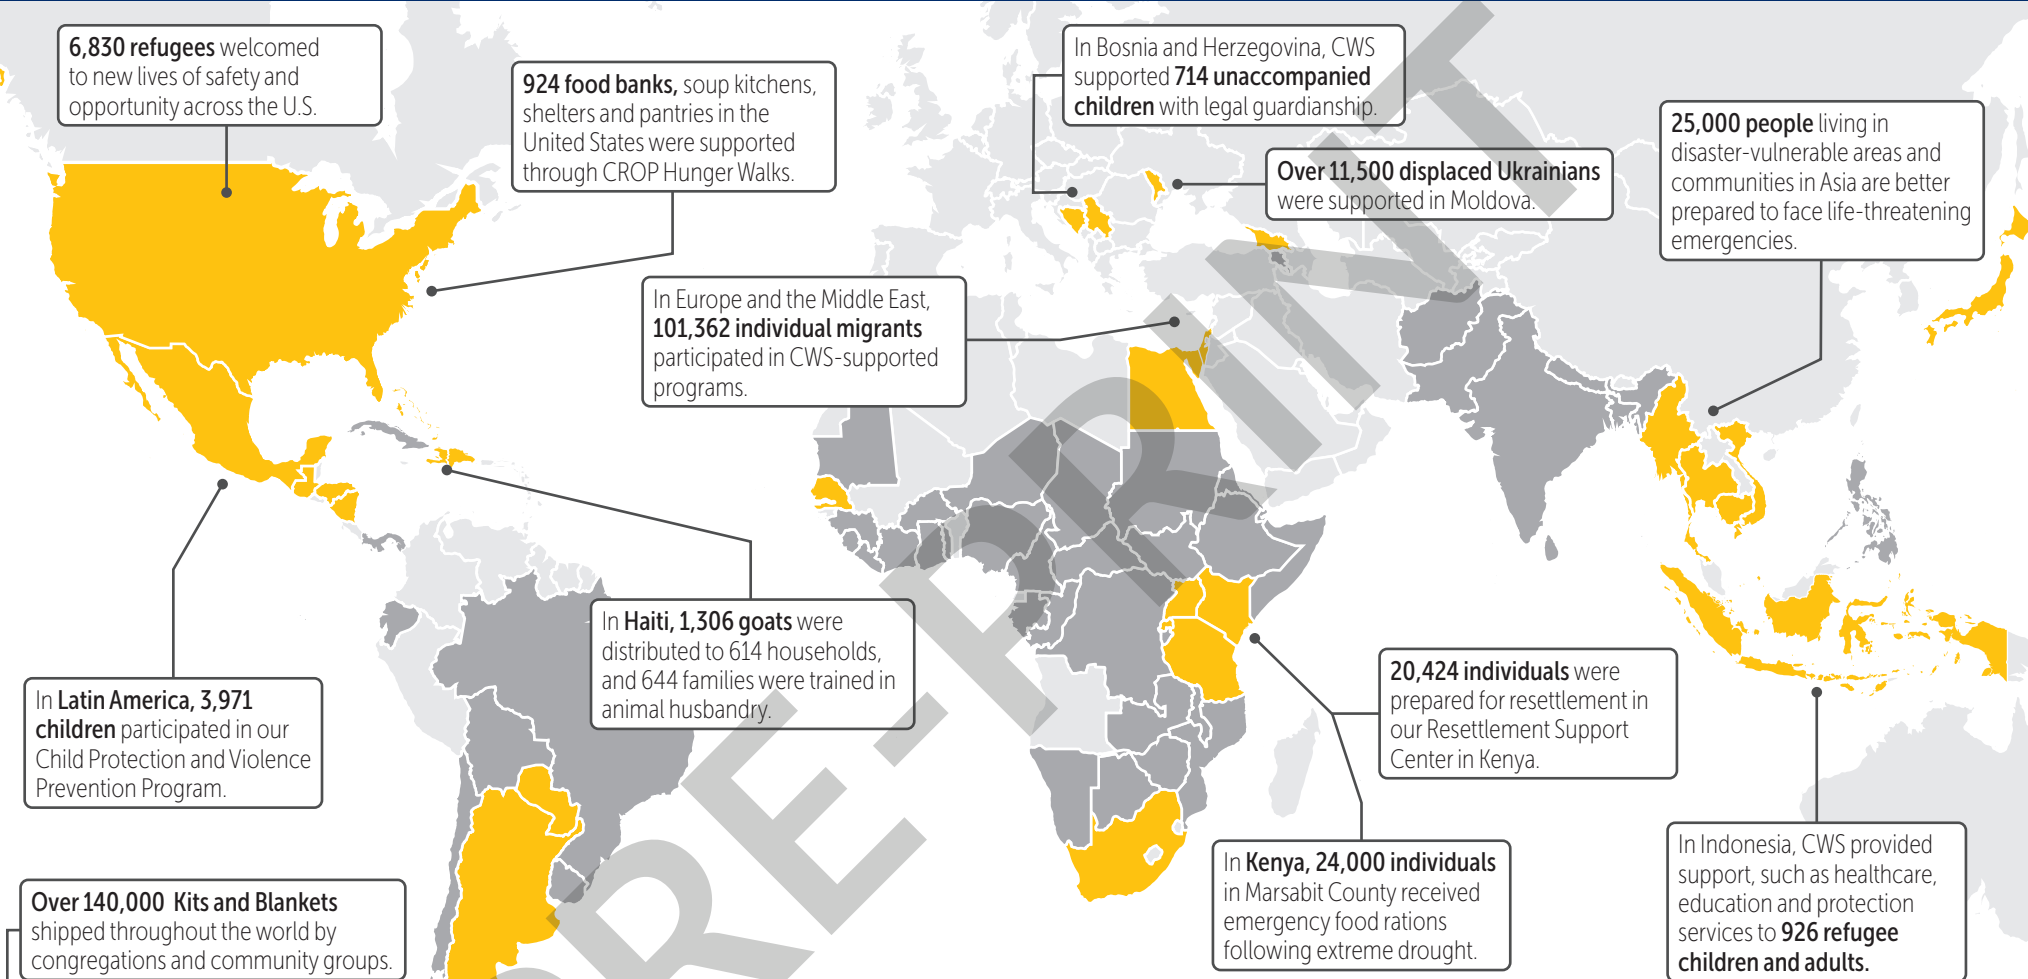 6,830 refugees welcomed
to new lives of safety and
opportunity across the U.S.
924 food banks, soup kitchens,
shelters and pantries in the
United States were supported
through CROP Hunger Walks.
In Bosnia and Herzegovina, CWS
supported 714 unaccompanied
children with legal guardianship.
Over 11,500 displaced Ukrainians
were supported in Moldova.
25,000 people living in
disaster-vulnerable areas and
communities in Asia are better
prepared to face life-threatening
emergencies.
In Europe and the Middle East,
101,362 individual migrants
participated in CWS-supported
programs.
In Haiti, 1,306 goats were
distributed to 614 households,
and 644 families were trained in
animal husbandry.
In Latin America, 3,971
children participated in our
Child Protection and Violence
Prevention Program.
20,424 individuals were
prepared for resettlement in
our Resettlement Support
Center in Kenya.
In Kenya, 24,000 individuals
in Marsabit County received
emergency food rations
following extreme drought.
In Indonesia, CWS provided
support, such as healthcare,
education and protection
services to 926 refugee
children and adults.
Over 140,000 Kits and Blankets
shipped throughout the world by
congregations and community groups.
RE:PRINT